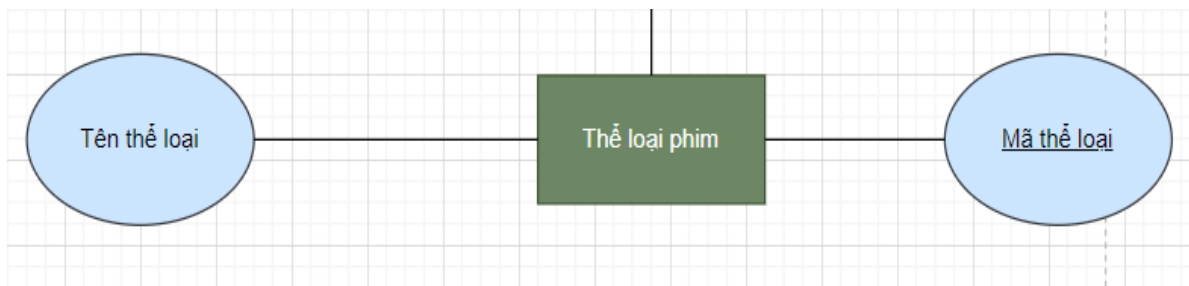 Tên thể loại
Thể loại phim
Mã thể loại